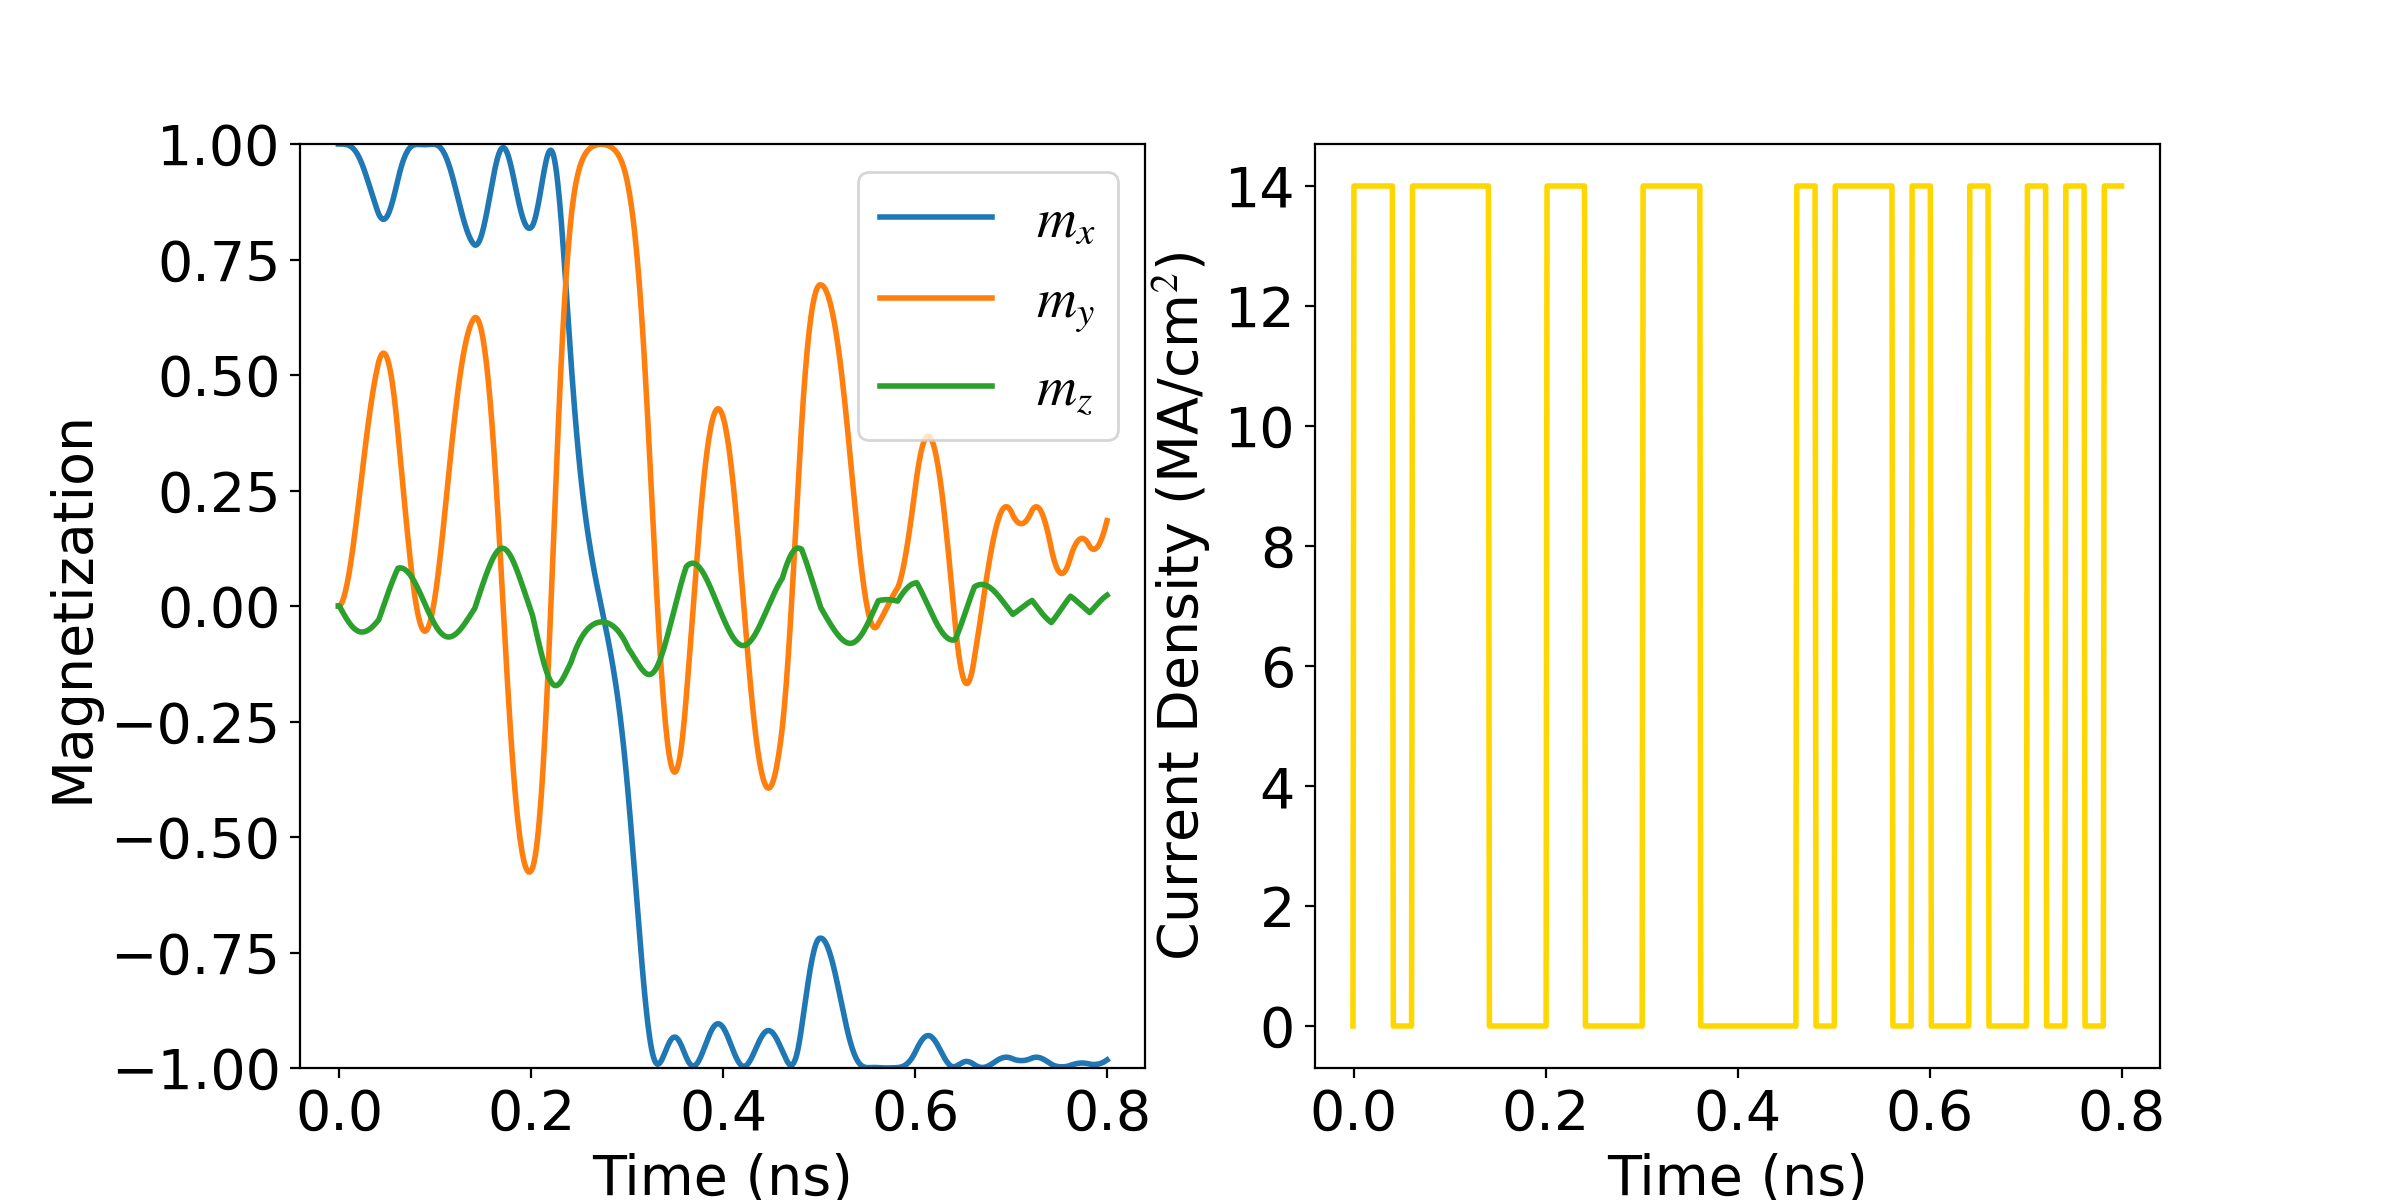 Magnetization
1.00
0.75
0.50
0.25
0.00
−0.25
−0.50
−0.75
−1.00
0.0 0.2 0.4 0.6 0.8
Time (ns)
m_x
m_y
m_z
Current Density (MA/cm²)
14
12
10
8
6
4
2
0
0.0 0.2 0.4 0.6 0.8
Time (ns)